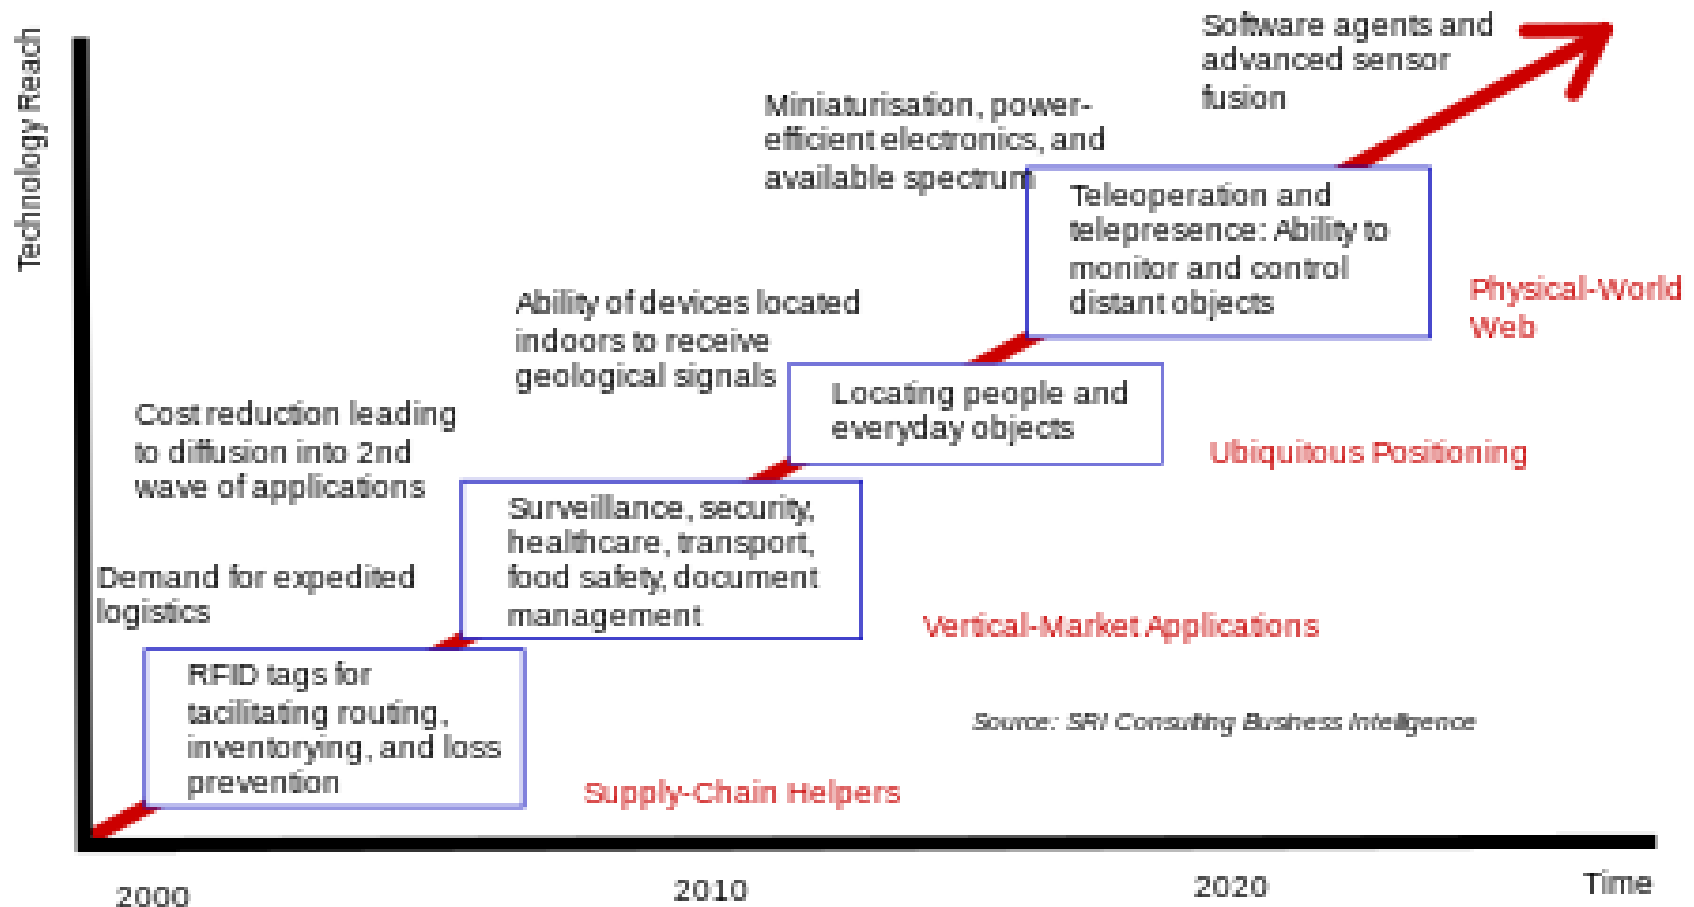 Technology Reach
Software agents and
advanced sensor
fusion
Miniaturisation, power-
efficient electronics, and
available spectrum
Teleoperation and
telepresence: Ability to
monitor and control
distant objects
Physical-World
Web
Ability of devices located
indoors to receive
geological signals
Locating people and
everyday objects
Ubiquitous Positioning
Cost reduction leading
to diffusion into 2nd
wave of applications
Surveillance, security,
healthcare, transport,
food safety, document
management
Vertical-Market Applications
Demand for expedited
logistics
RFID tags for
tacilitating routing,
inventorying, and loss
prevention
Supply-Chain Helpers
Source: SRI Consulting Business Intelligence
2000
2010
2020
Time